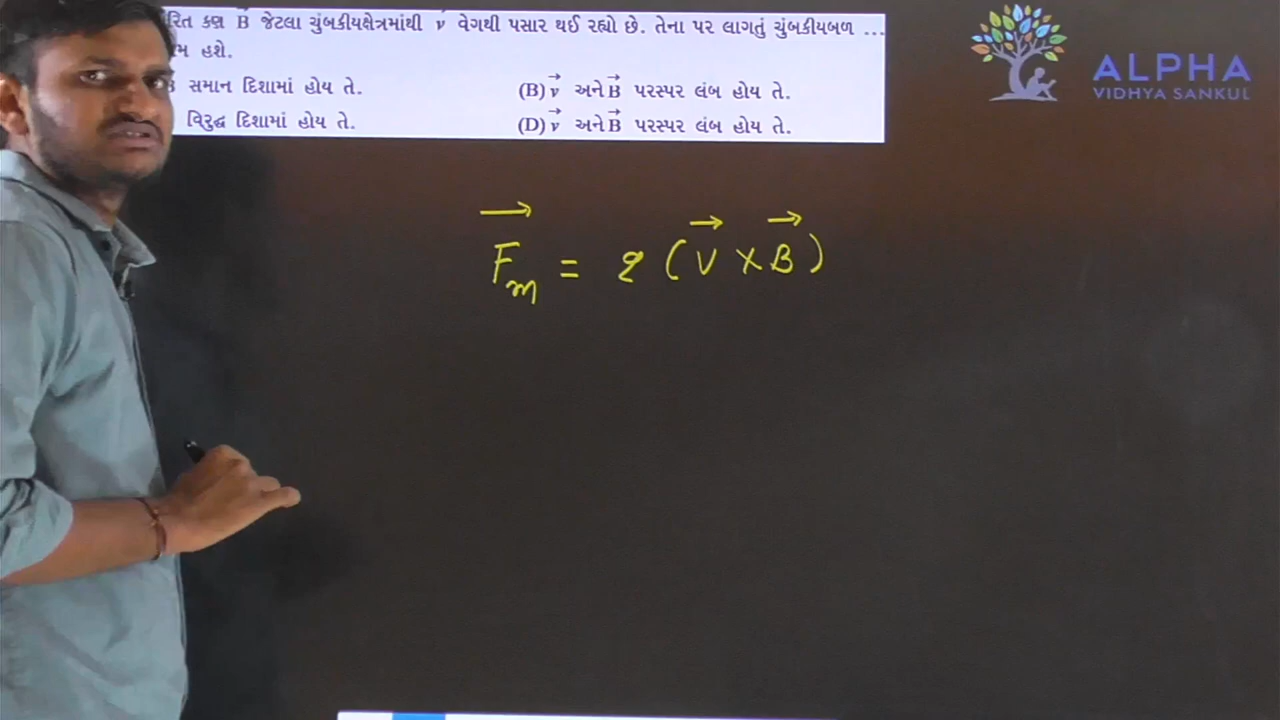 કણ B⃗ જેટલા ચુંબકીયક્ષેત્રમાંથી v⃗ વેગથી પસાર થઈ રહ્યો છે. તેના પર લાગતું ચુંબકીયબળ ...
હશે.
સમાન દિશામાં હોય તે.
(B) v⃗ અને B⃗ પરસ્પર લંબ હોય તે.
વિરુદ્ધ દિશામાં હોય તે.
(D) v⃗ અને B⃗ પરસ્પર લંબ હોય તે.
ALPHA
VIDHYA SANKUL
F⃗m = q (V⃗ × B⃗)